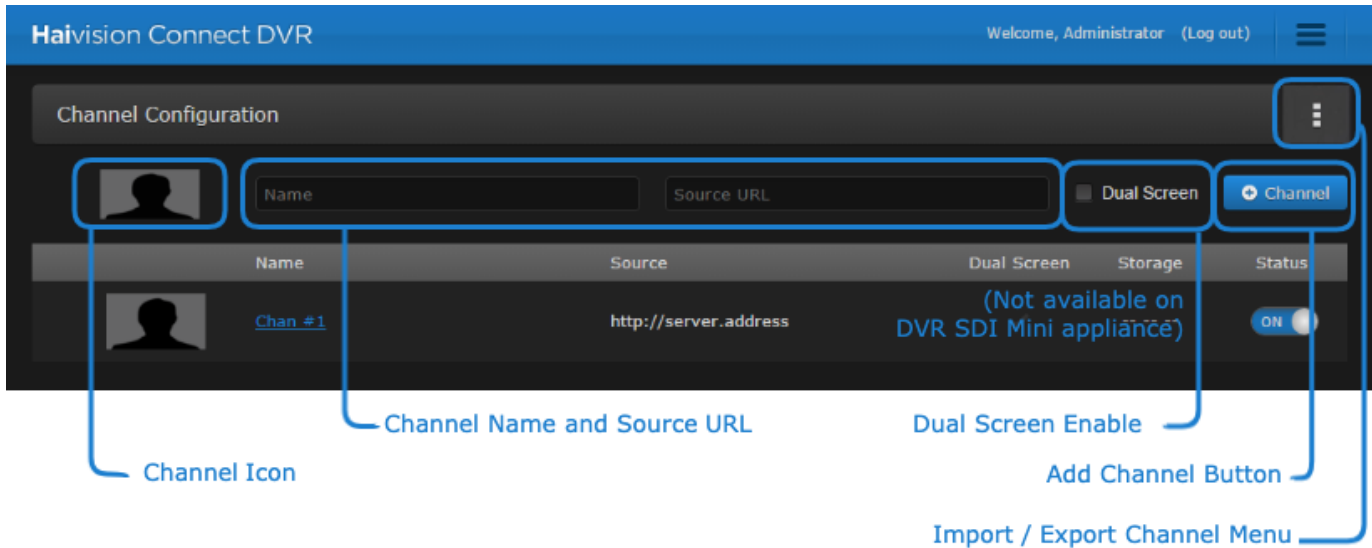 Haivision Connect DVR
Welcome, Administrator (Log out)
Channel Configuration
Name
Source URL
Dual Screen
Channel
Name Source Dual Screen Storage Status
Chan #1
http://server.address
(Not available on
DVR SDI Mini appliance)
ON
Channel Name and Source URL
Dual Screen Enable
Channel Icon
Add Channel Button
Import / Export Channel Menu